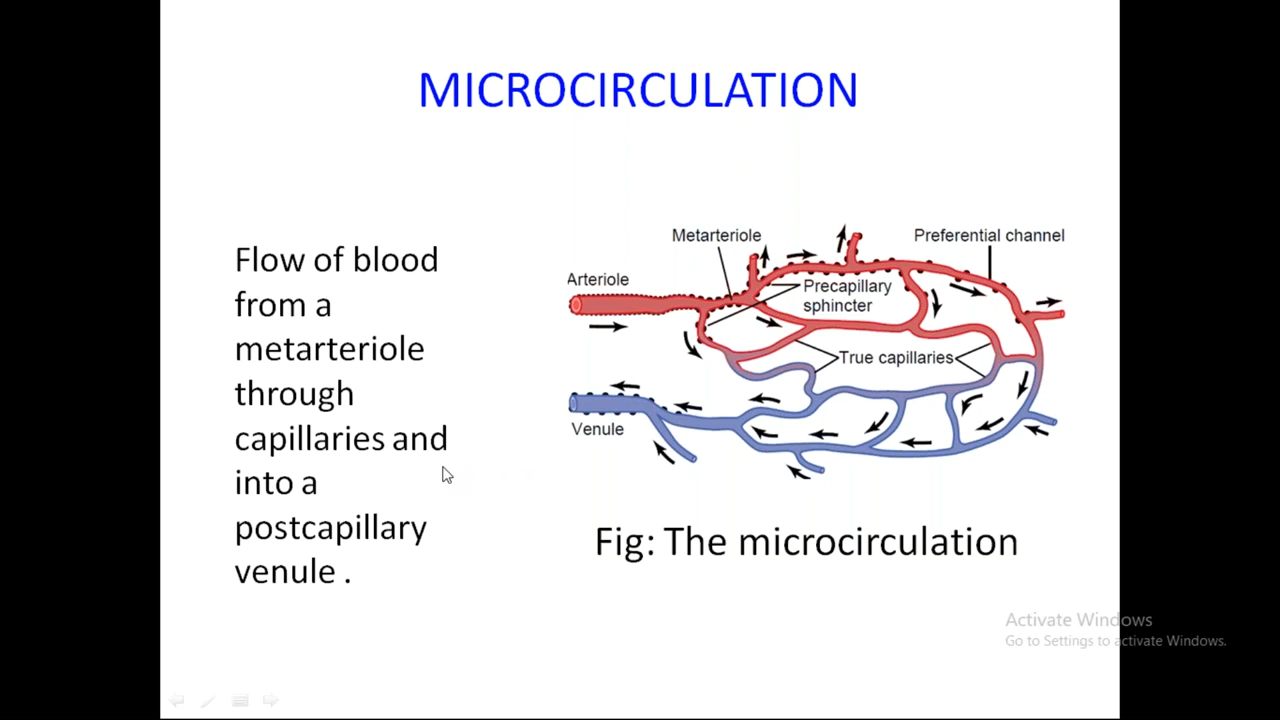 MICROCIRCULATION
Flow of blood
from a
metarteriole
through
capillaries and
into a
postcapillary
venule .
Metarteriole
Preferential channel
Arteriole
Precapillary
sphincter
True capillaries
Venule
Fig: The microcirculation
Activate Windows
Go to Settings to activate Windows.